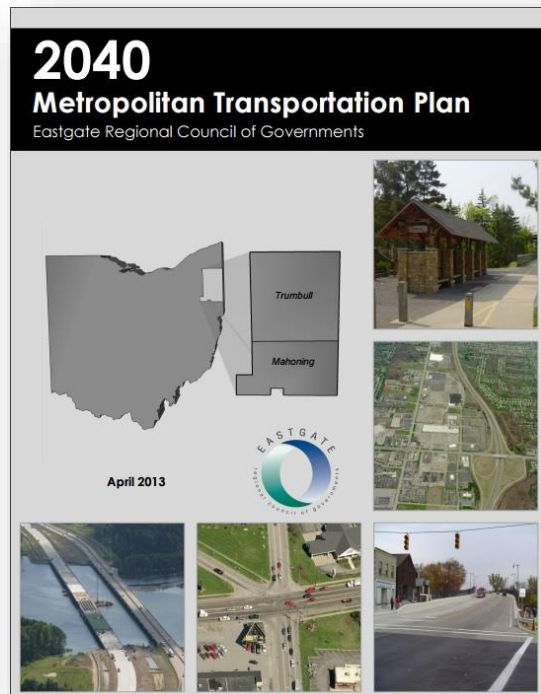 2040
Metropolitan Transportation Plan
Eastgate Regional Council of Governments
Trumbull
Mahoning
EASTGATE
regional council of governments
April 2013